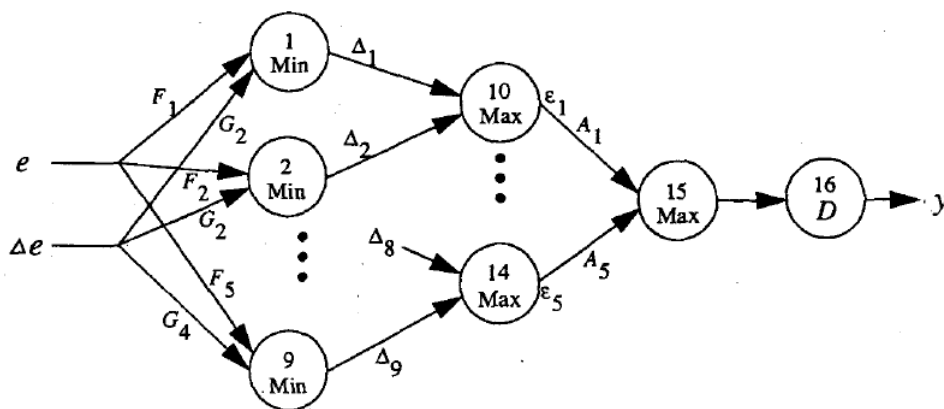 1
Min
Δ1
F1
G2
e
10
Max
ε1
A1
2
Min
Δ2
F2
G2
Δe
15
Max
16
D
y
Δ8
14
Max
ε5
A5
F5
G4
9
Min
Δ9